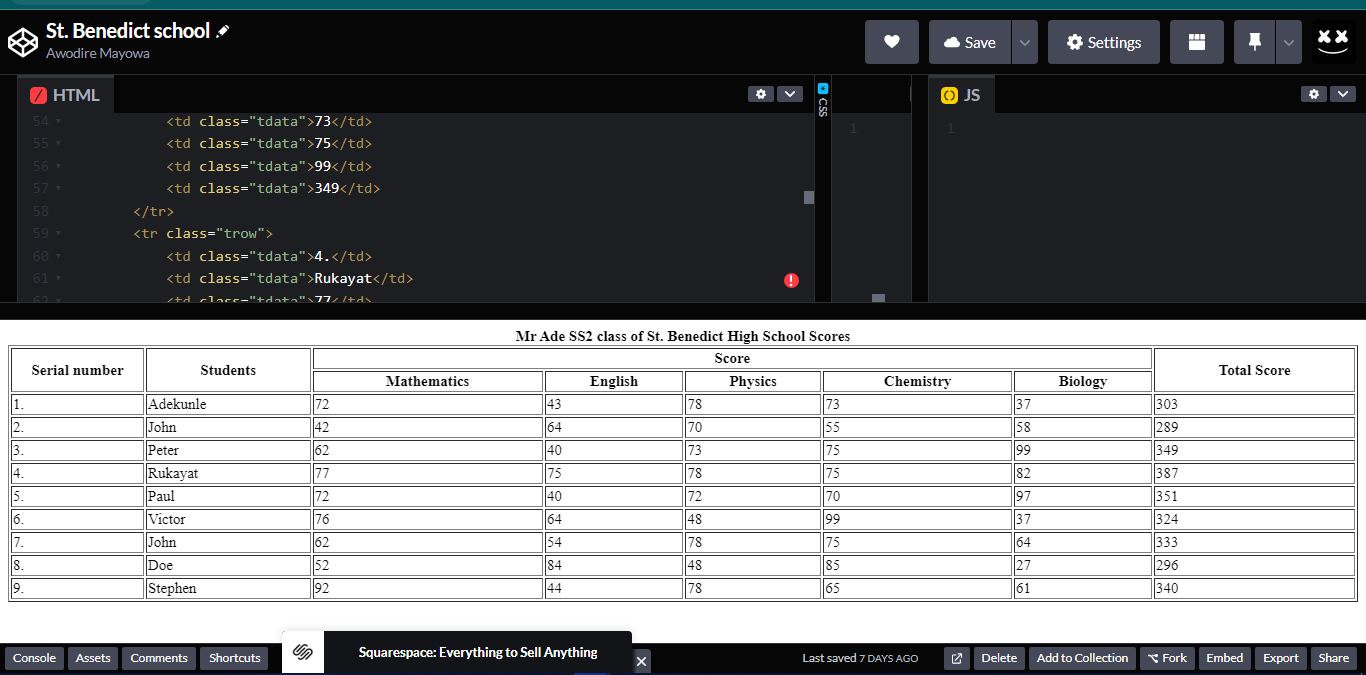 St. Benedict school
Awodire Mayowa
Save
Settings
HTML
CSS
JS
54 <td class="tdata">73</td>
55 <td class="tdata">75</td>
56 <td class="tdata">99</td>
57 <td class="tdata">349</td>
58 </tr>
59 <tr class="trow">
60 <td class="tdata">4.</td>
61 <td class="tdata">Rukayat</td>
62 <td class="tdata">77</td>
1
1
Mr Ade SS2 class of St. Benedict High School Scores
Serial number Students Score Total Score
Mathematics English Physics Chemistry Biology
1. Adekunle 72 43 78 73 37 303
2. John 42 64 70 55 58 289
3. Peter 62 40 73 75 99 349
4. Rukayat 77 75 78 75 82 387
5. Paul 72 40 72 70 97 351
6. Victor 76 64 48 99 37 324
7. John 62 54 78 75 64 333
8. Doe 52 84 48 85 27 296
9. Stephen 92 44 78 65 61 340
Console Assets Comments Shortcuts
Squarespace: Everything to Sell Anything
Last saved 7 DAYS AGO
Delete Add to Collection Fork Embed Export Share